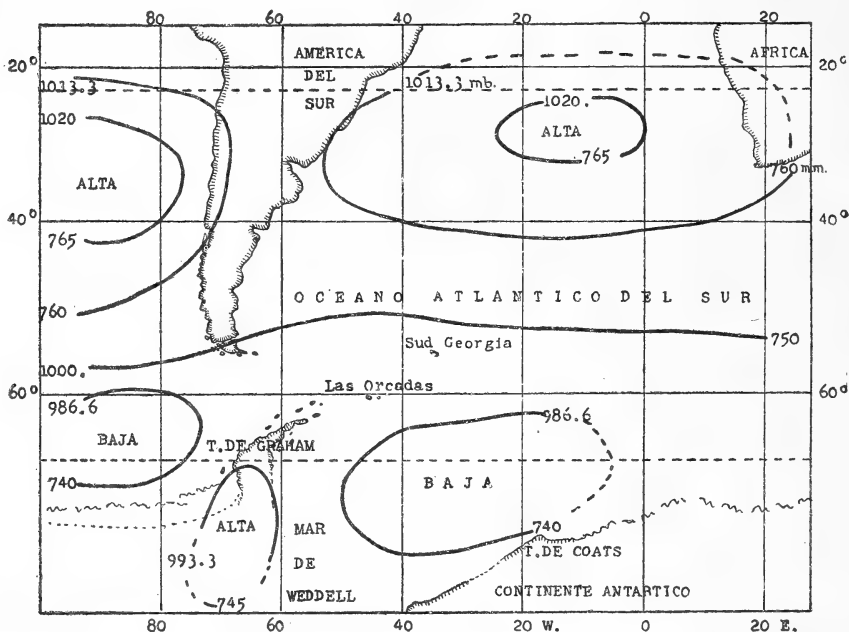 80 60 40 20 0 20
AMERICA AFRICA
DEL
20° 20°
1013.3 1013.3 mb.
SUR
1020 1020.
ALTA
765
760 mm.
ALTA
40° 40°
765
OCEANO ATLANTICO DEL SUR
760
750
Sud Georgia
1000.
60° Las Orcadas 60°
986.6 986.6
BAJA T. DE GRAHAM
740 BAJA
ALTA MAR 740
T. DE COATS
993.3 DE
745 WEDDELL CONTINENTE ANTARTICO
80 60 40 20 W. 0 20 E.